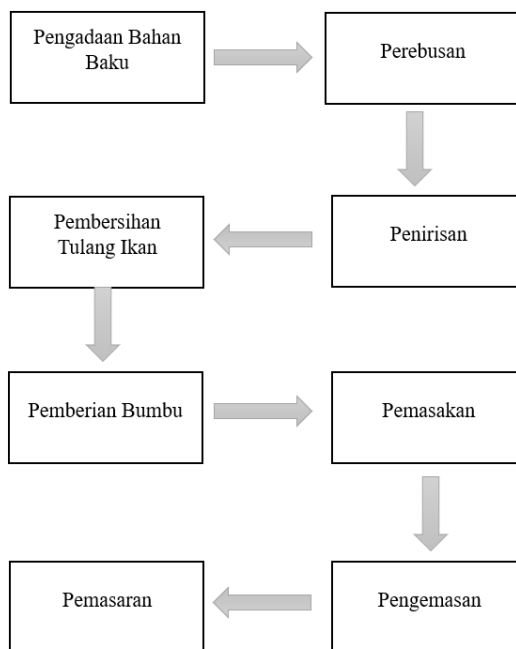 Pengadaan Bahan
Baku
Perebusan
Penirisan
Pembersihan
Tulang Ikan
Pemberian Bumbu
Pemasakan
Pengemasan
Pemasaran